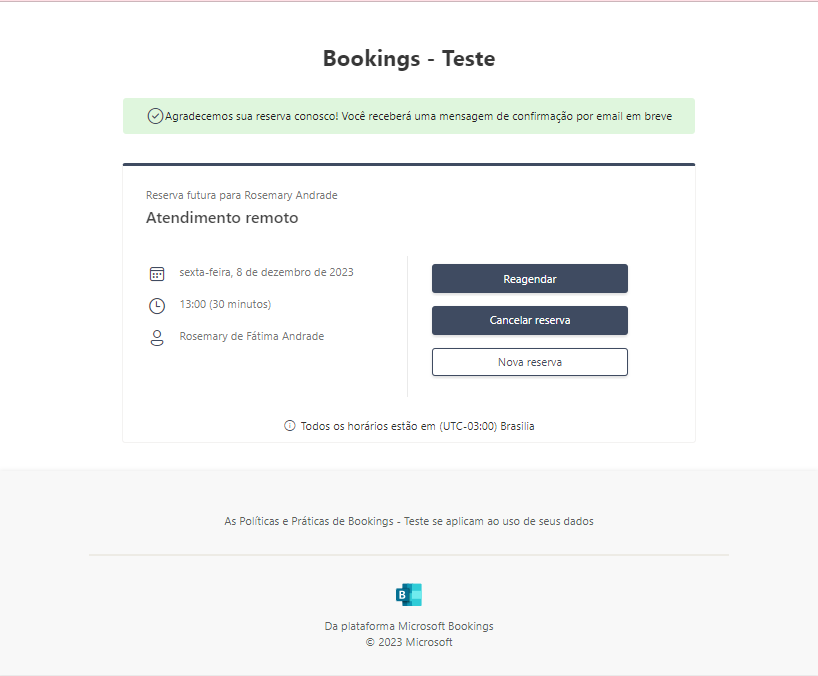 Bookings - Teste
Agradecemos sua reserva conosco! Você receberá uma mensagem de confirmação por email em breve
Reserva futura para Rosemary Andrade
Atendimento remoto
sexta-feira, 8 de dezembro de 2023
13:00 (30 minutos)
Rosemary de Fátima Andrade
Reagendar
Cancelar reserva
Nova reserva
Todos os horários estão em (UTC-03:00) Brasilia
As Políticas e Práticas de Bookings - Teste se aplicam ao uso de seus dados
B
Da plataforma Microsoft Bookings
© 2023 Microsoft